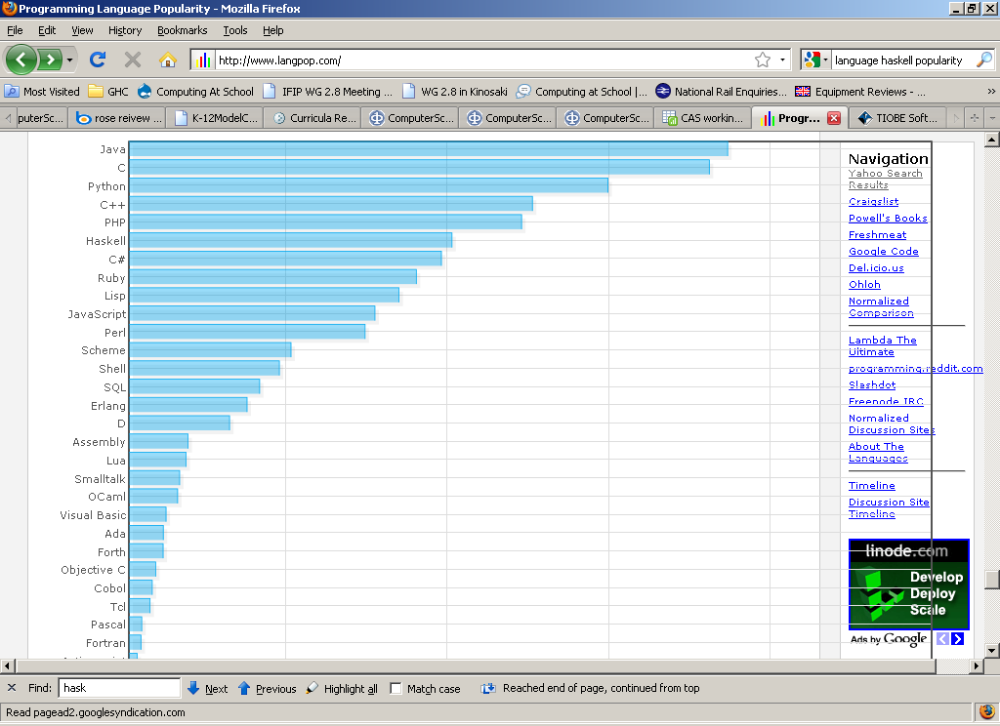 Programming Language Popularity - Mozilla Firefox
File Edit View History Bookmarks Tools Help
http://www.langpop.com/ language haskell popularity
Most Visited GHC Computing At School IFIP WG 2.8 Meeting ... WG 2.8 in Kinosaki Computing at School |... National Rail Enquiries... Equipment Reviews - ... »
puterSc... rose reivew ... K-12ModelC... Curricula Re... ComputerSc... ComputerSc... ComputerSc... CAS workin... Progr... TIOBE Soft...
Java
C
Python
C++
PHP
Haskell
C#
Ruby
Lisp
JavaScript
Perl
Scheme
Shell
SQL
Erlang
D
Assembly
Lua
Smalltalk
OCaml
Visual Basic
Ada
Forth
Objective C
Cobol
Tcl
Pascal
Fortran
Navigation
Yahoo Search
Results
Craigslist
Powell's Books
Freshmeat
Google Code
Del.icio.us
Ohloh
Normalized
Comparison
Lambda The
Ultimate
programming.reddit.com
Slashdot
Freenode IRC
Normalized
Discussion Sites
About The
Languages
Timeline
Discussion Site
Timeline
linode.com
Develop
Deploy
Scale
Ads by Google
Find: hask Next Previous Highlight all Match case Reached end of page, continued from top
Read pagead2.googlesyndication.com